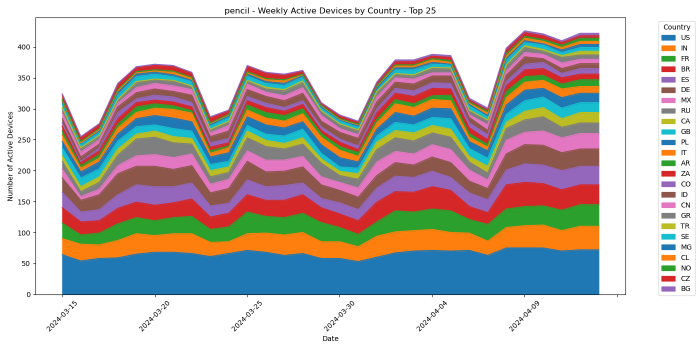 pencil - Weekly Active Devices by Country - Top 25
Number of Active Devices
400
350
300
250
200
150
100
50
0
2024-03-15
2024-03-20
2024-03-25
2024-03-30
2024-04-04
2024-04-09
Date
Country
US
IN
FR
BR
ES
DE
MX
RU
CA
GB
PL
IT
AR
ZA
CO
ID
CN
GR
TR
SE
MG
CL
NO
CZ
BG